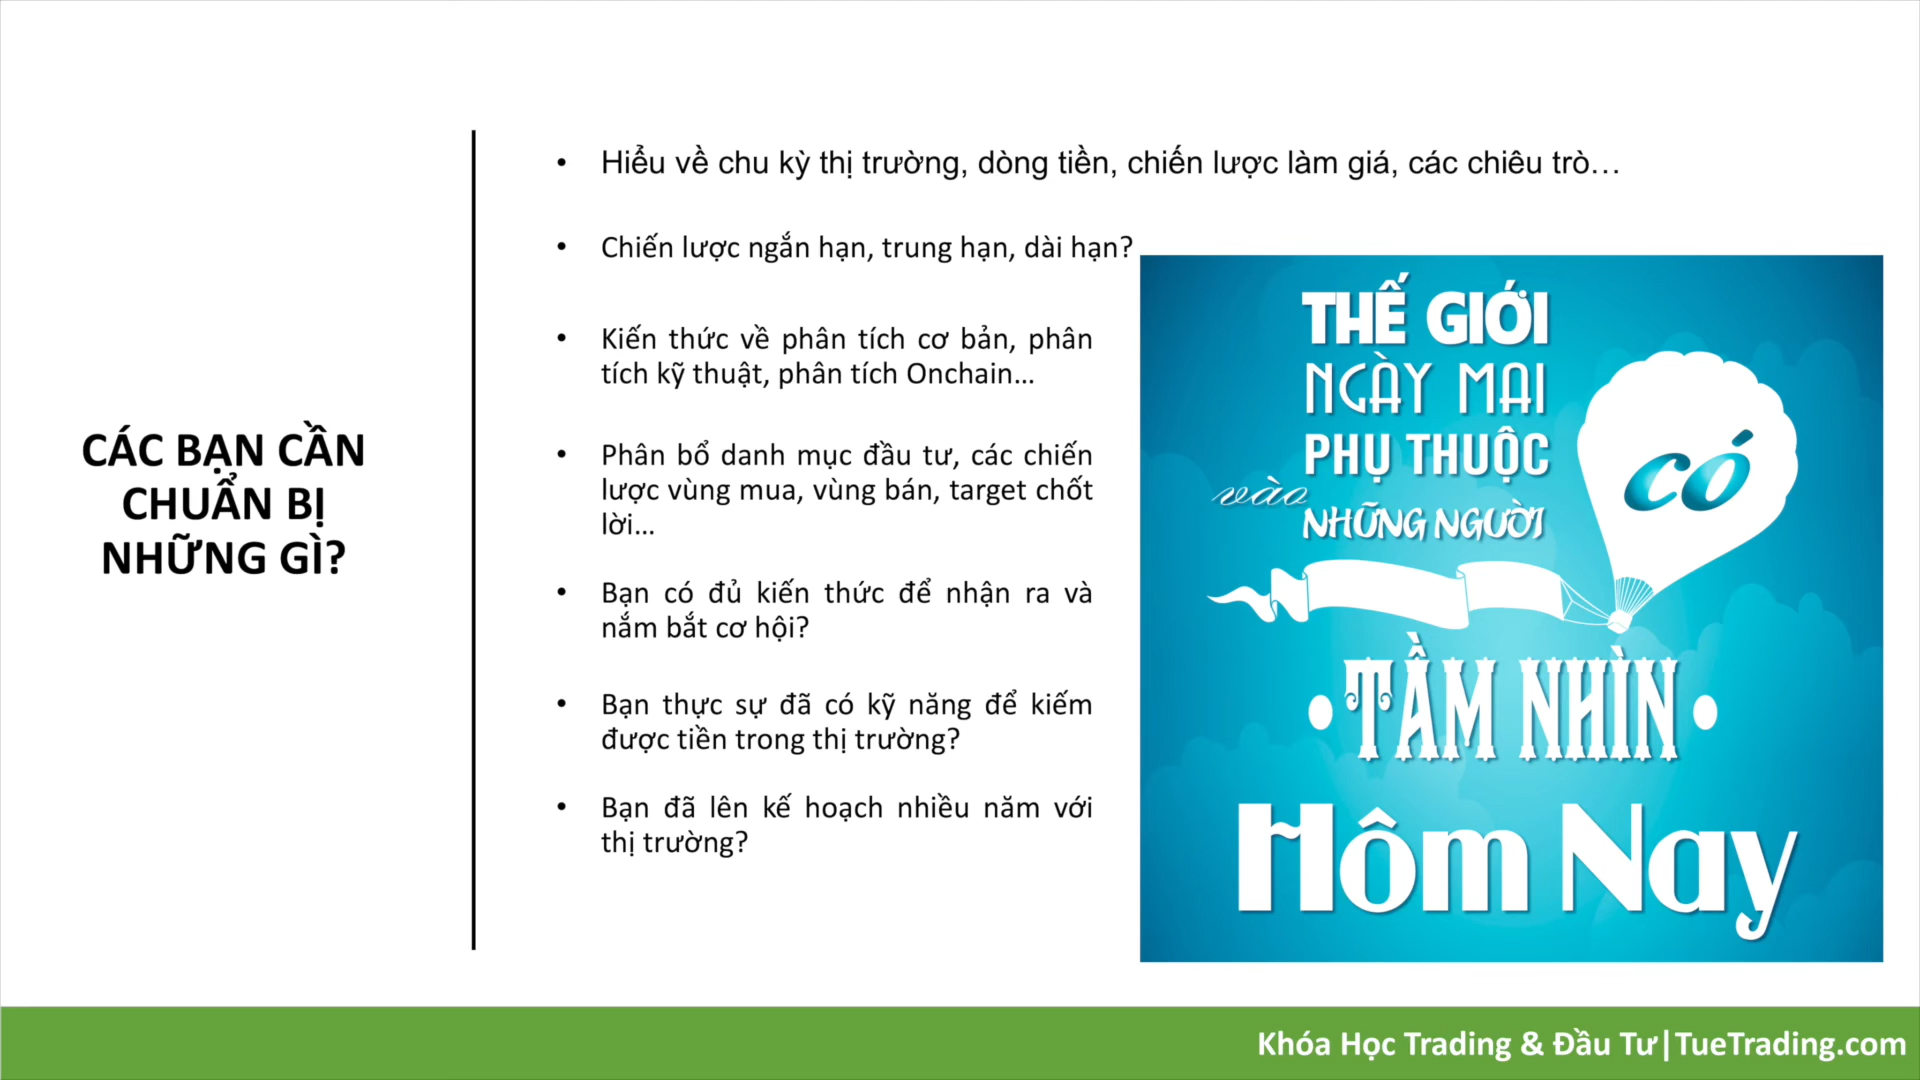 CÁC BẠN CẦN
CHUẨN BỊ
NHỮNG GÌ?
• Hiểu về chu kỳ thị trường, dòng tiền, chiến lược làm giá, các chiêu trò…
• Chiến lược ngắn hạn, trung hạn, dài hạn?
• Kiến thức về phân tích cơ bản, phân
tích kỹ thuật, phân tích Onchain…
• Phân bổ danh mục đầu tư, các chiến
lược vùng mua, vùng bán, target chốt
lời…
• Bạn có đủ kiến thức để nhận ra và
nắm bắt cơ hội?
• Bạn thực sự đã có kỹ năng để kiếm
được tiền trong thị trường?
• Bạn đã lên kế hoạch nhiều năm với
thị trường?
THẾ GIỚI
NGÀY MAI
PHỤ THUỘC
vào
NHỮNG NGƯỜI
có
•TẦM NHÌN•
Hôm Nay
Khóa Học Trading & Đầu Tư|TueTrading.com